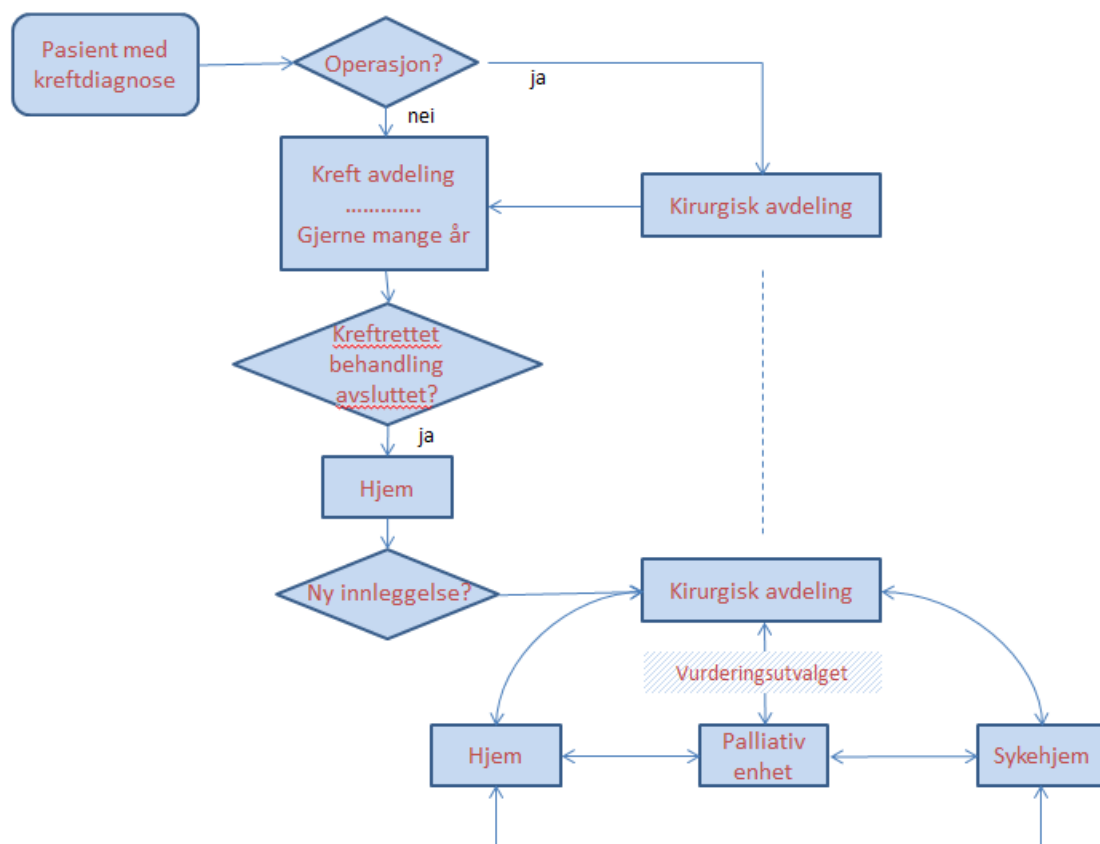 Pasient med
kreftdiagnose
Operasjon?
ja
nei
Kreft avdeling
.............
Gjerne mange år
Kirurgisk avdeling
Kreftrettet
behandling
avsluttet?
ja
Hjem
Ny innleggelse?
Kirurgisk avdeling
Vurderingsutvalget
Hjem
Palliativ
enhet
Sykehjem